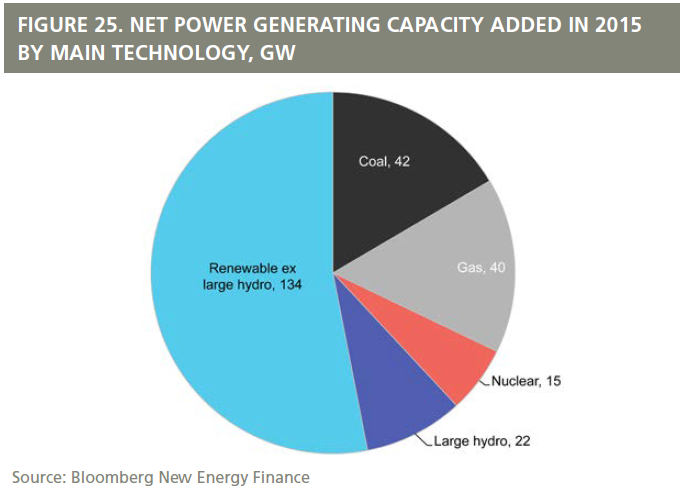 FIGURE 25. NET POWER GENERATING CAPACITY ADDED IN 2015
BY MAIN TECHNOLOGY, GW
Coal, 42
Gas, 40
Renewable ex
large hydro, 134
Nuclear, 15
Large hydro, 22
Source: Bloomberg New Energy Finance